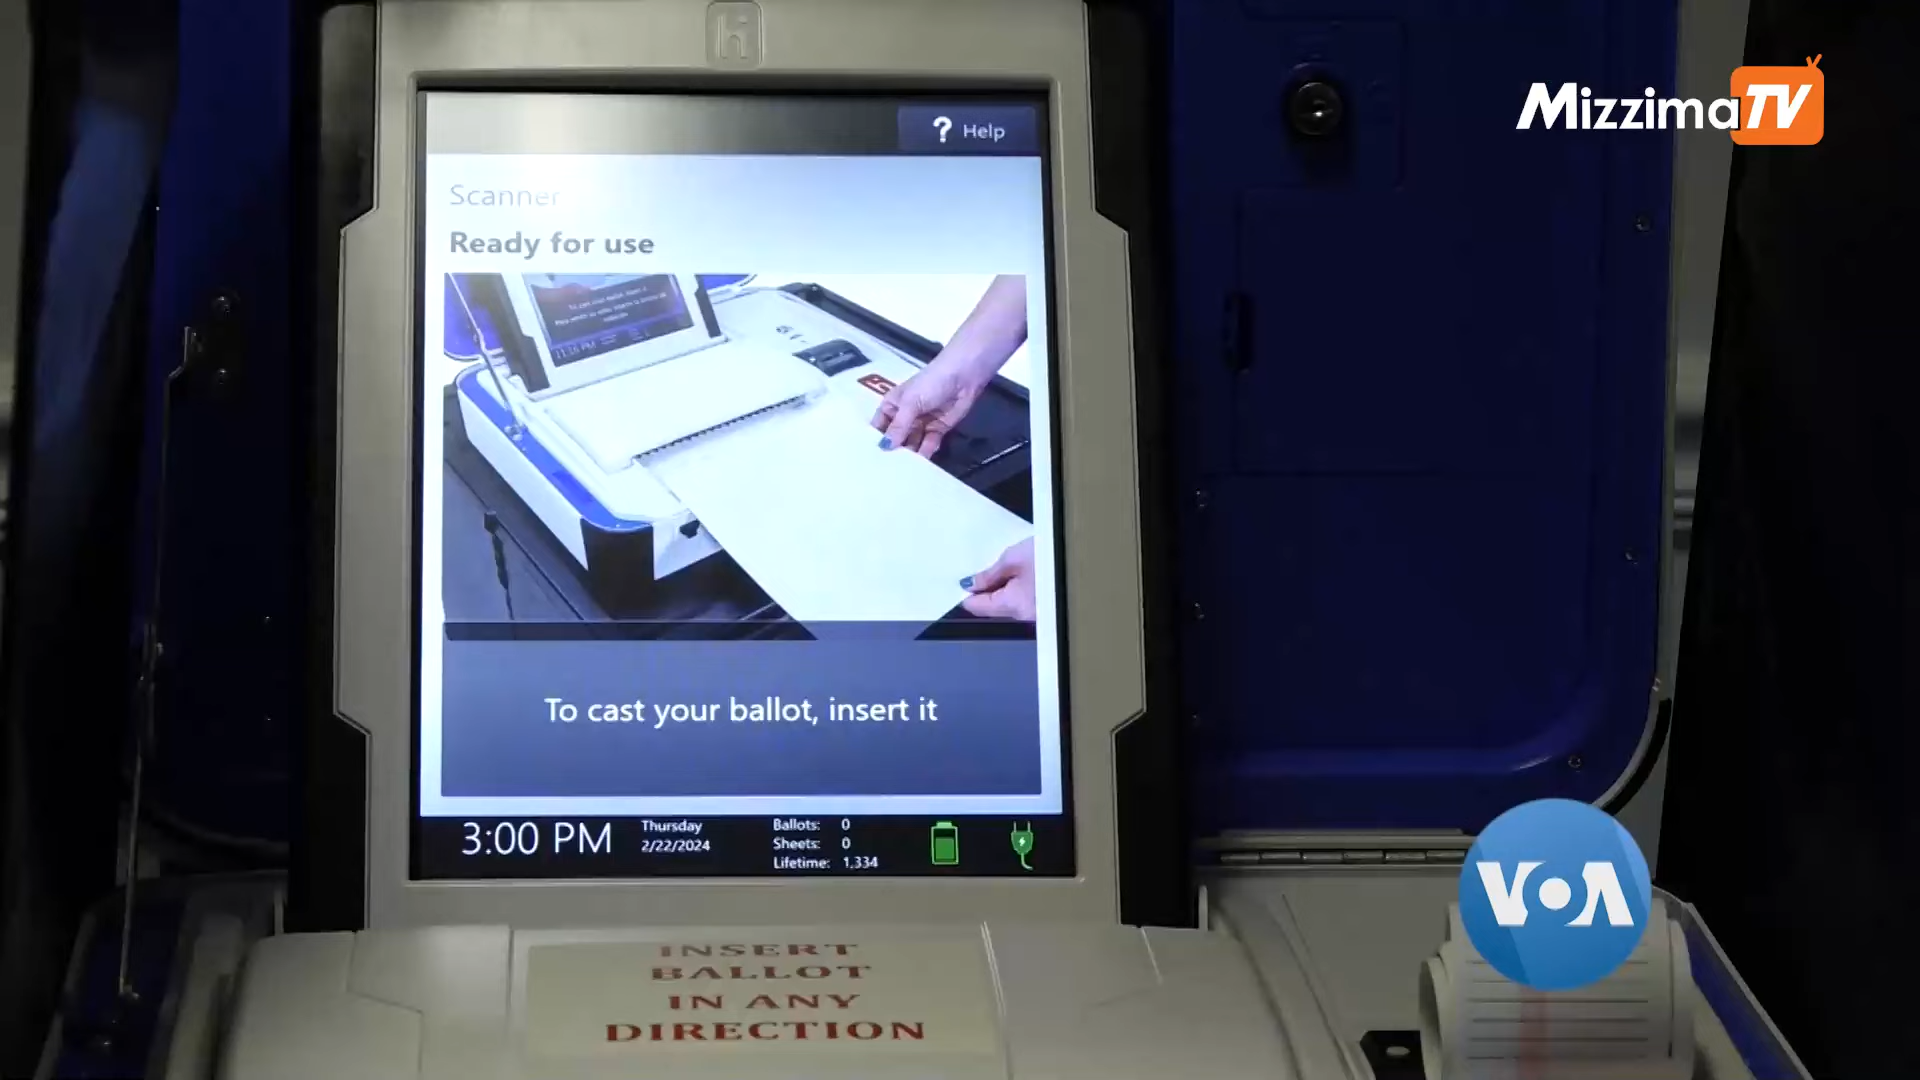 MizzimaTV
? Help
Scanner
Ready for use
To cast your ballot, insert it
3:00 PM
Thursday
2/22/2024
Ballots: 0
Sheets: 0
Lifetime: 1,334
VOA
INSERT
BALLOT
IN ANY
DIRECTION